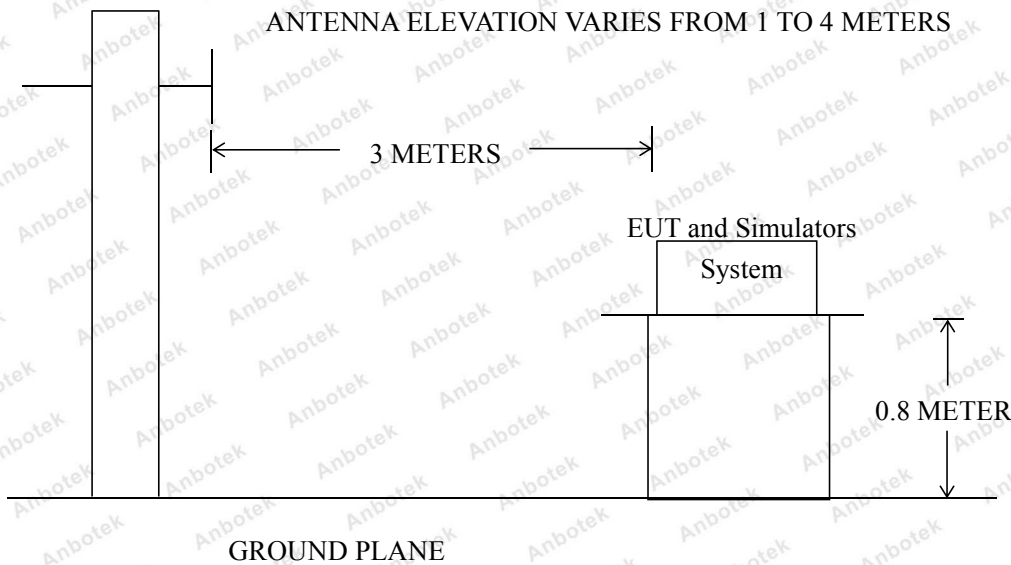 ANTENNA ELEVATION VARIES FROM 1 TO 4 METERS
3 METERS
EUT and Simulators
System
0.8 METER
GROUND PLANE
Anbotek